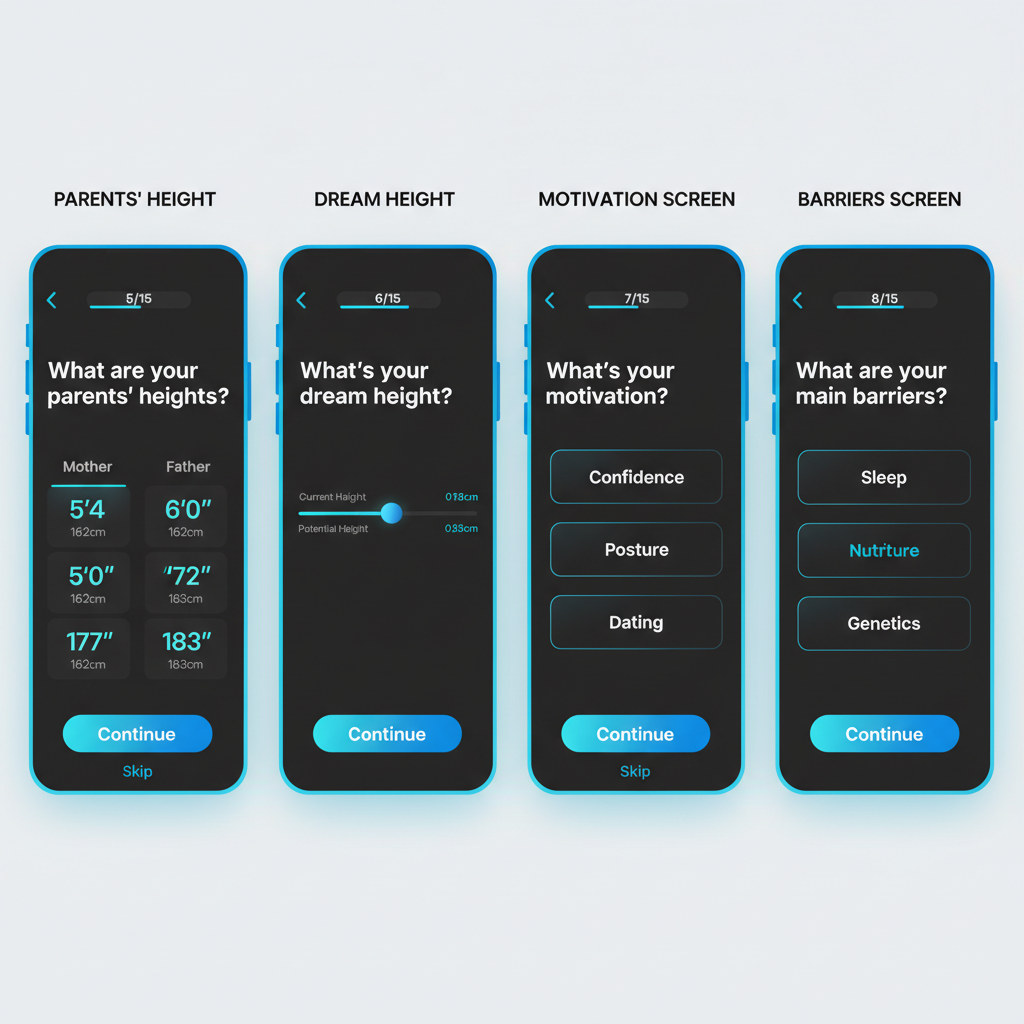 PARENTS' HEIGHT
5/15
What are your
parents' heights?
Mother Father
5'4 6'0"
162cm 162cm
5'0" '72"
162cm 183cm
177" 183"
162cm 183cm
Continue
Skip
DREAM HEIGHT
6/15
What's your
dream height?
Current Haight 018cm
Potential Height 033cm
Continue
MOTIVATION SCREEN
7/15
What's your
motivation?
Confidence
Posture
Dating
Continue
Skip
BARRIERS SCREEN
8/15
What are your
main barriers?
Sleep
Nutriture
Genetics
Continue